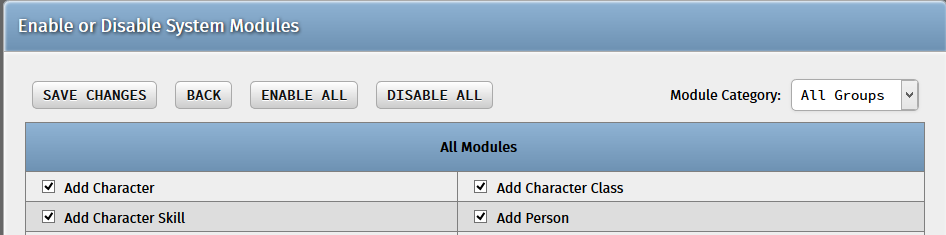 Enable or Disable System Modules
SAVE CHANGES BACK ENABLE ALL DISABLE ALL Module Category: All Groups
All Modules
Add Character Add Character Class
Add Character Skill Add Person